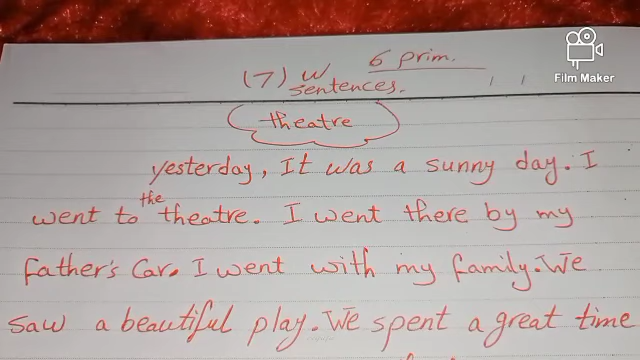 6 prim.
(7) W
sentences.
Film Maker
theatre
yesterday, It was a sunny day. I
went to the theatre. I went there by my
father's Car. I went with my family. We
saw a beautiful play. We spent a great time